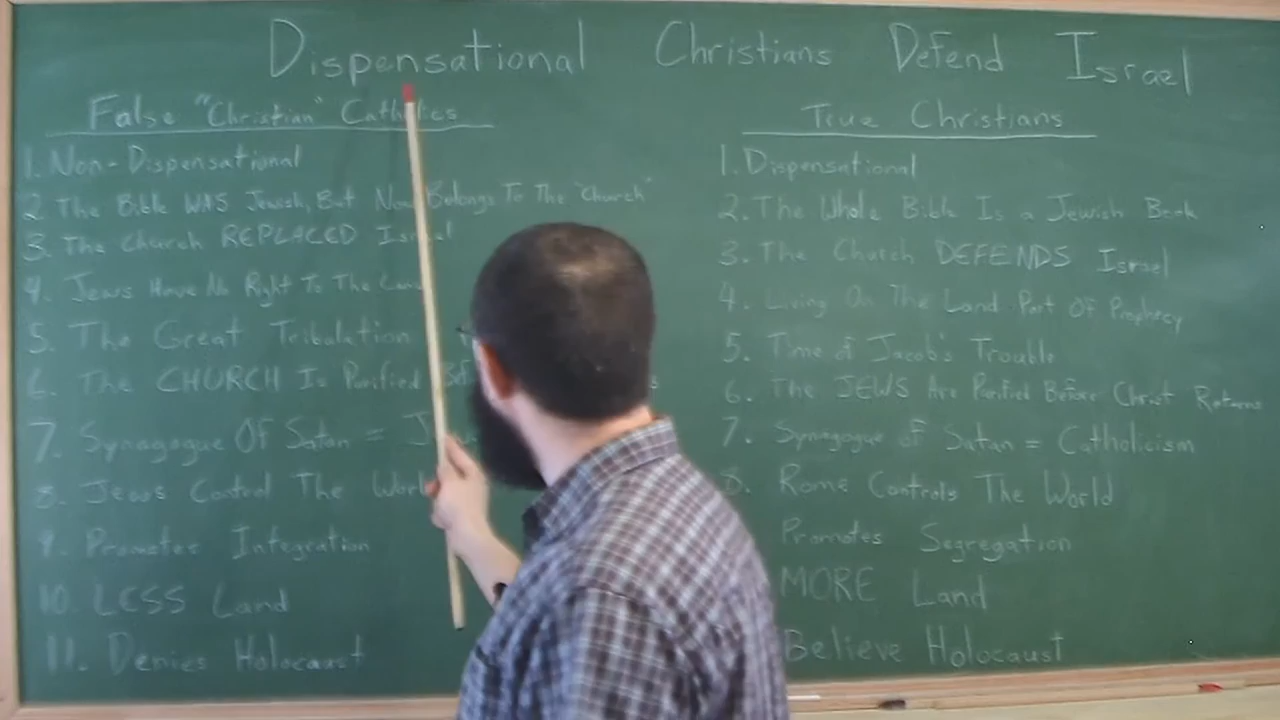 Dispensational Christians Defend Israel
False "Christian" Catholics
1. Non-Dispensational
2. The Bible WAS Jewish, But Now Belongs To The "Church"
3. The Church REPLACED Israel
4. Jews Have No Right To The
5. The Great Tribulation
6. The CHURCH Is Purified
7. Synagogue Of Satan =
8. Jews Control The
9. Promotes Integration
10. LESS Land
11. Denies Holocaust
True Christians
1. Dispensational
2. The Whole Bible Is a Jewish Book
3. The Church DEFENDS Israel
4. Living On The Land Part Of Prophecy
5. Time of Jacob's Trouble
6. The JEWS Are Purified Before Christ Returns
7. Synagogue of Satan = Catholicism
8. Rome Controls The World
Promotes Segregation
MORE Land
Believe Holocaust